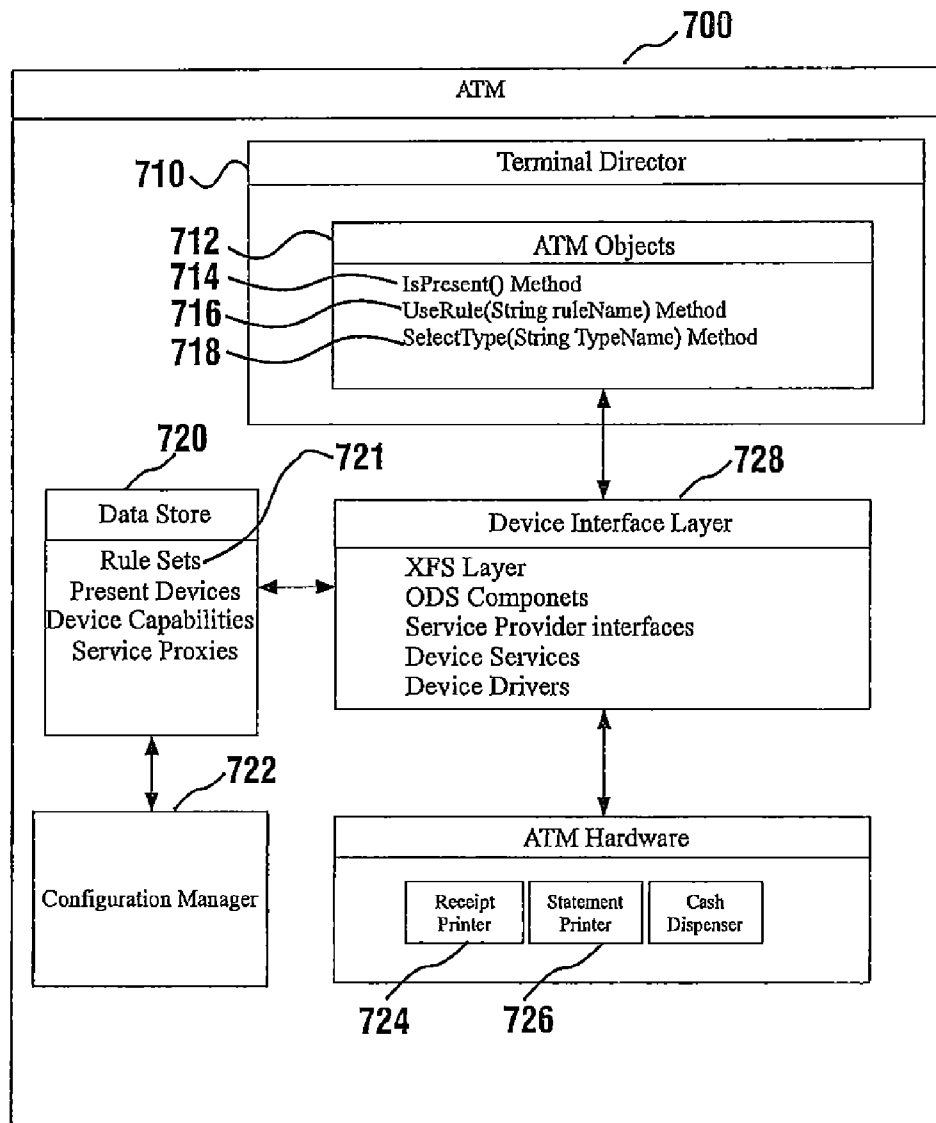 700
ATM
710
Terminal Director
712
ATM Objects
714
IsPresent() Method
716
UseRule(String ruleName) Method
718
SelectType(String TypeName) Method
720
721
728
Data Store
Rule Sets
Present Devices
Device Capabilities
Service Proxies
Device Interface Layer
XFS Layer
ODS Componets
Service Provider interfaces
Device Services
Device Drivers
722
Configuration Manager
ATM Hardware
Receipt
Printer
Statement
Printer
Cash
Dispenser
724
726